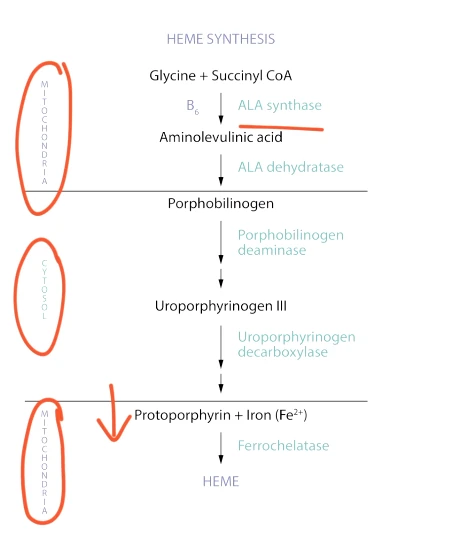 HEME SYNTHESIS
Glycine + Succinyl CoA
B6 ALA synthase
Aminolevulinic acid
ALA dehydratase
MITOCHONDRIA
Porphobilinogen
Porphobilinogen
deaminase
CYTOSOL
Uroporphyrinogen III
Uroporphyrinogen
decarboxylase
Protoporphyrin + Iron (Fe²⁺)
MITOCHONDRIA
Ferrochelatase
HEME